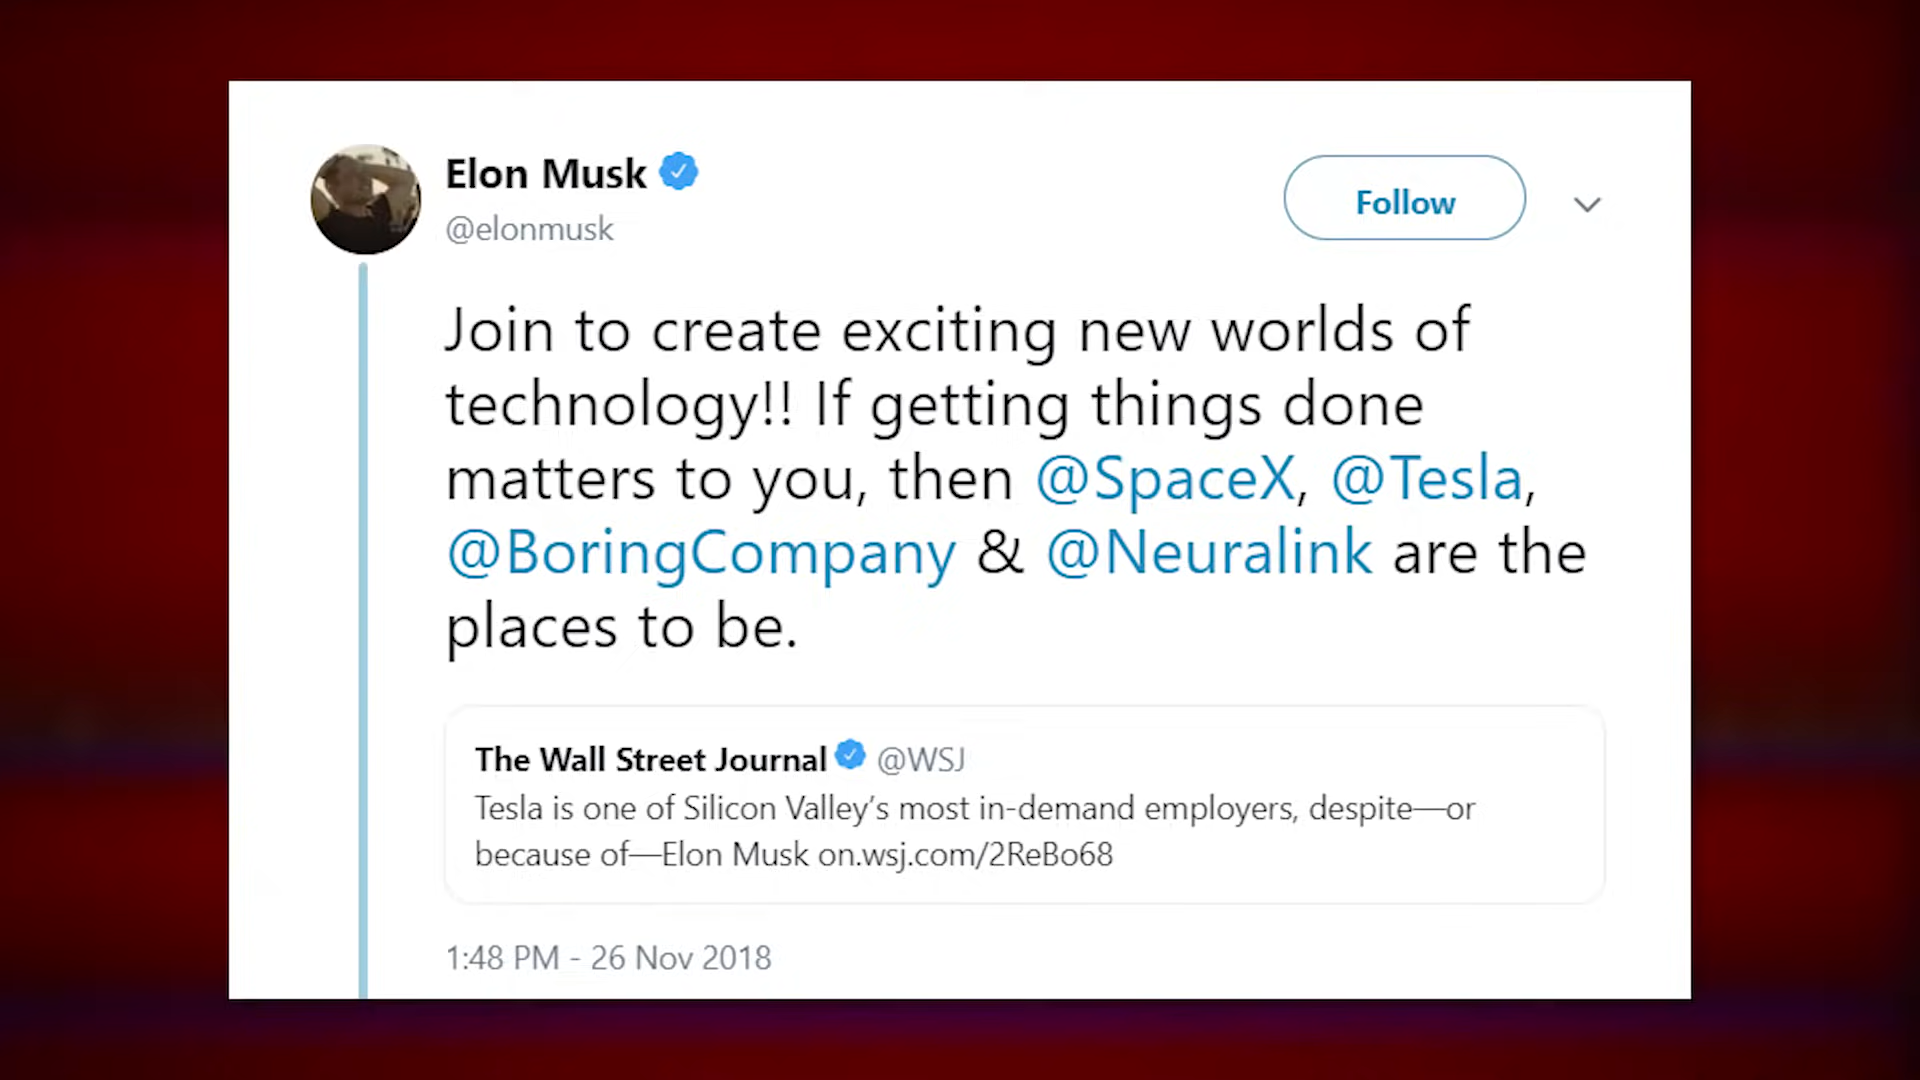 Elon Musk
@elonmusk
Follow
Join to create exciting new worlds of
technology!! If getting things done
matters to you, then @SpaceX, @Tesla,
@BoringCompany & @Neuralink are the
places to be.
The Wall Street Journal @WSJ
Tesla is one of Silicon Valley’s most in-demand employers, despite—or
because of—Elon Musk on.wsj.com/2ReBo68
1:48 PM - 26 Nov 2018